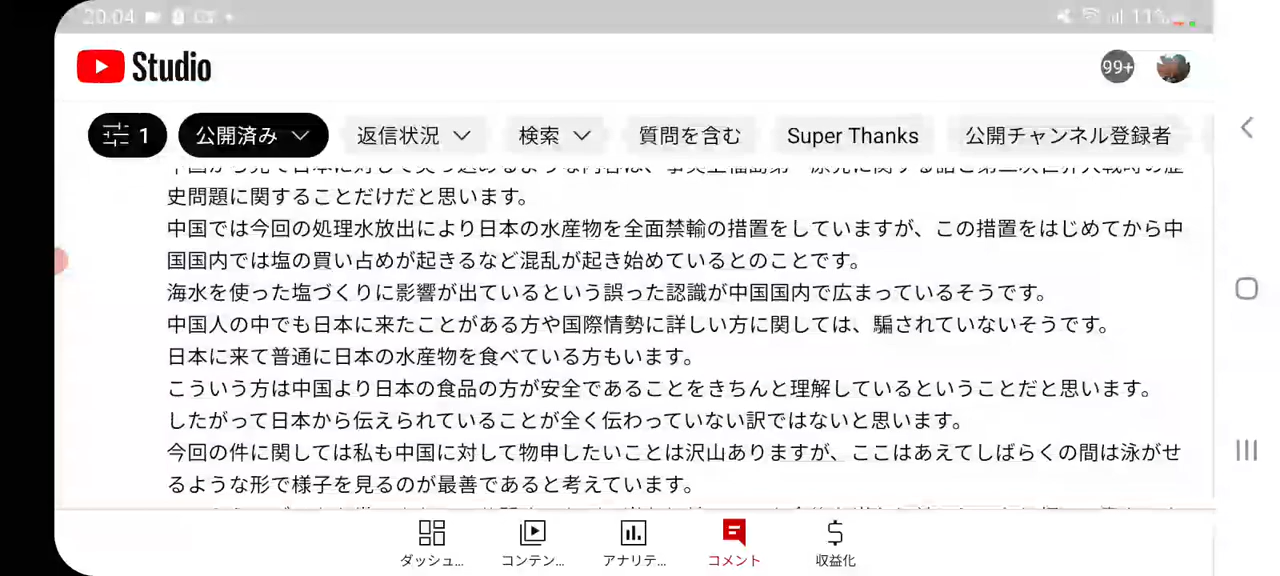 20:04
11%
Studio
99+
1
公開済み
返信状況
検索
質問を含む
Super Thanks
公開チャンネル登録者
史問題に関することだけだと思います。
中国では今回の処理水放出により日本の水産物を全面禁輸の措置をしていますが、この措置をはじめてから中
国国内では塩の買い占めが起きるなど混乱が起き始めているとのことです。
海水を使った塩づくりに影響が出ているという誤った認識が中国国内で広まっているそうです。
中国人の中でも日本に来たことがある方や国際情勢に詳しい方に関しては、騙されていないそうです。
日本に来て普通に日本の水産物を食べている方もいます。
こういう方は中国より日本の食品の方が安全であることをきちんと理解しているということだと思います。
したがって日本から伝えられていることが全く伝わっていない訳ではないと思います。
今回の件に関しては私も中国に対して物申したいことは沢山ありますが、ここはあえてしばらくの間は泳がせ
るような形で様子を見るのが最善であると考えています。
ダッシュ...
コンテン...
アナリテ...
コメント
収益化